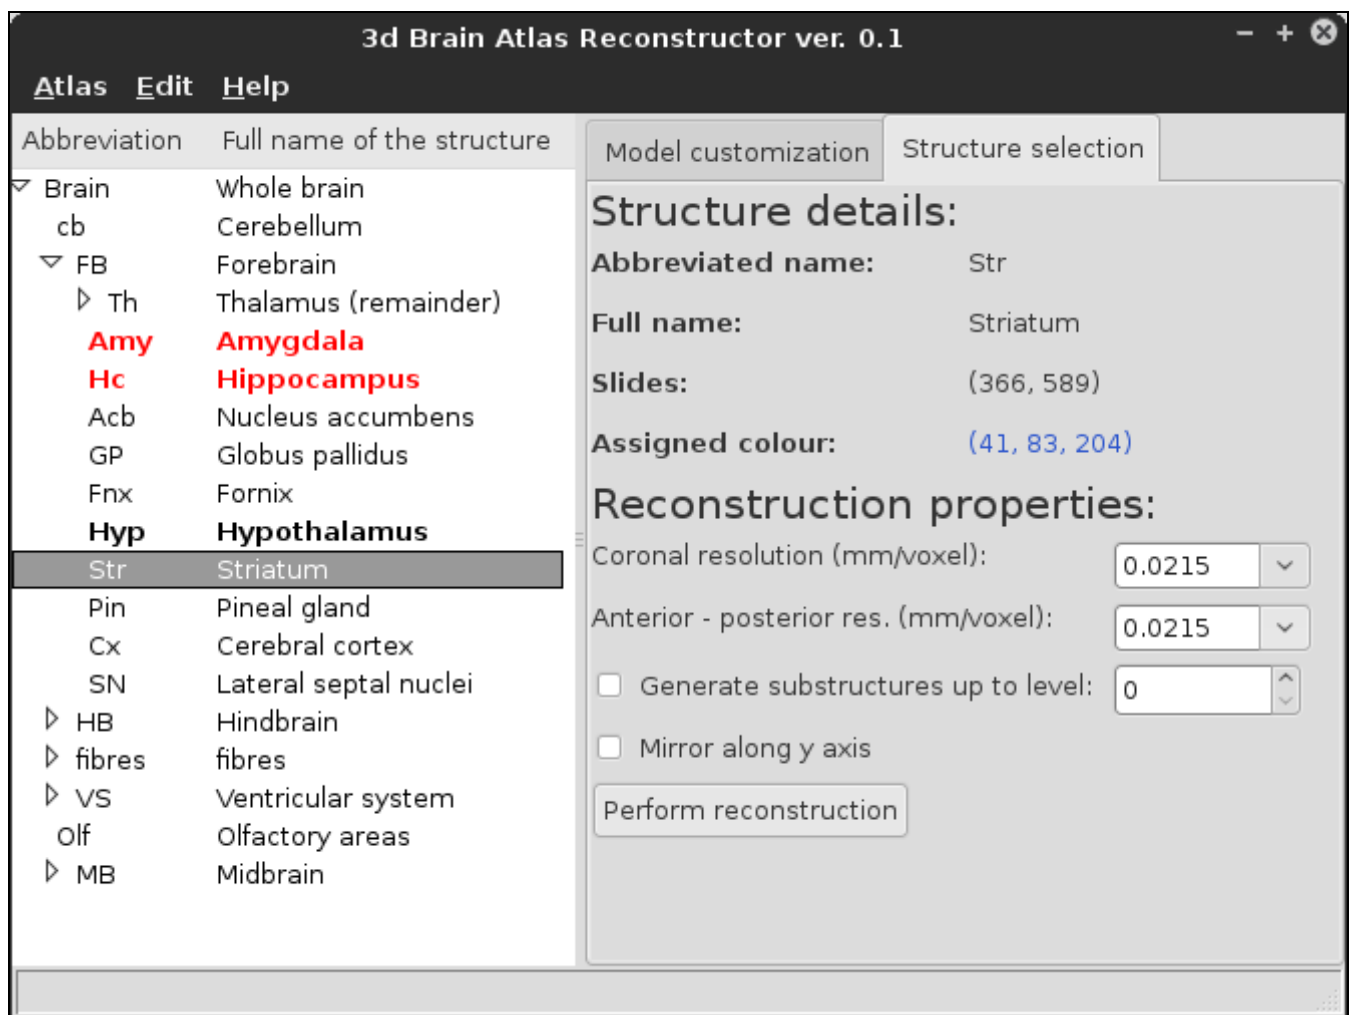 3d Brain Atlas Reconstructor ver. 0.1
Atlas Edit Help
Abbreviation Full name of the structure
Brain Whole brain
cb Cerebellum
FB Forebrain
Th Thalamus (remainder)
Amy Amygdala
Hc Hippocampus
Acb Nucleus accumbens
GP Globus pallidus
Fnx Fornix
Hyp Hypothalamus
Str Striatum
Pin Pineal gland
Cx Cerebral cortex
SN Lateral septal nuclei
HB Hindbrain
fibres fibres
VS Ventricular system
Olf Olfactory areas
MB Midbrain
Model customization Structure selection
Structure details:
Abbreviated name: Str
Full name: Striatum
Slides: (366, 589)
Assigned colour: (41, 83, 204)
Reconstruction properties:
Coronal resolution (mm/voxel): 0.0215
Anterior - posterior res. (mm/voxel): 0.0215
Generate substructures up to level: 0
Mirror along y axis
Perform reconstruction